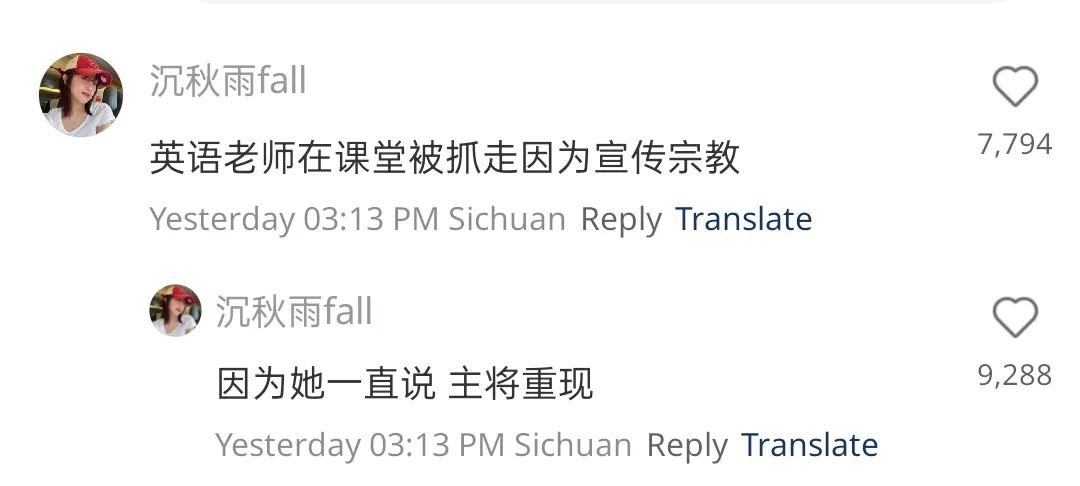 沉秋雨fall
英语老师在课堂被抓走因为宣传宗教
7,794
Yesterday 03:13 PM Sichuan Reply Translate
沉秋雨fall
因为她一直说 主将重现
9,288
Yesterday 03:13 PM Sichuan Reply Translate